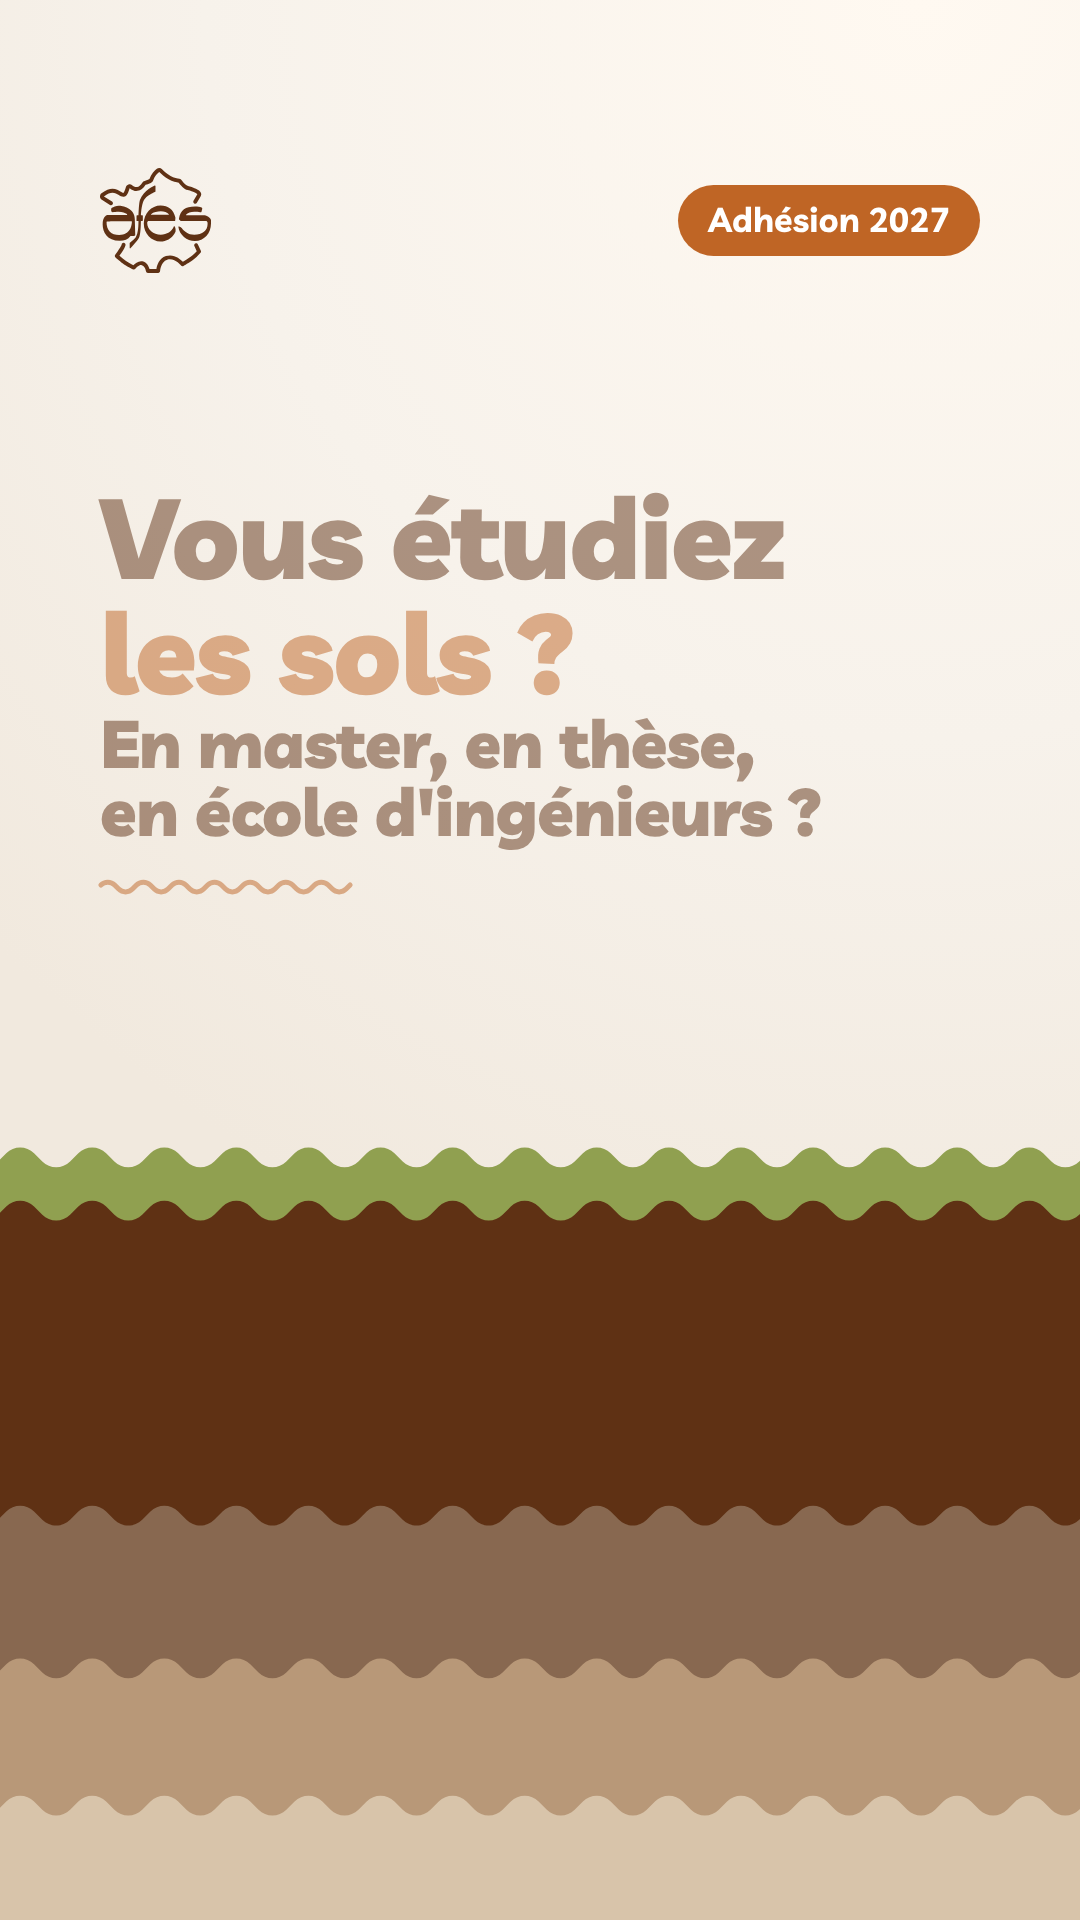 afes
Adhésion 2027
Vous étudiez
les sols ?
En master, en thèse,
en école d'ingénieurs ?